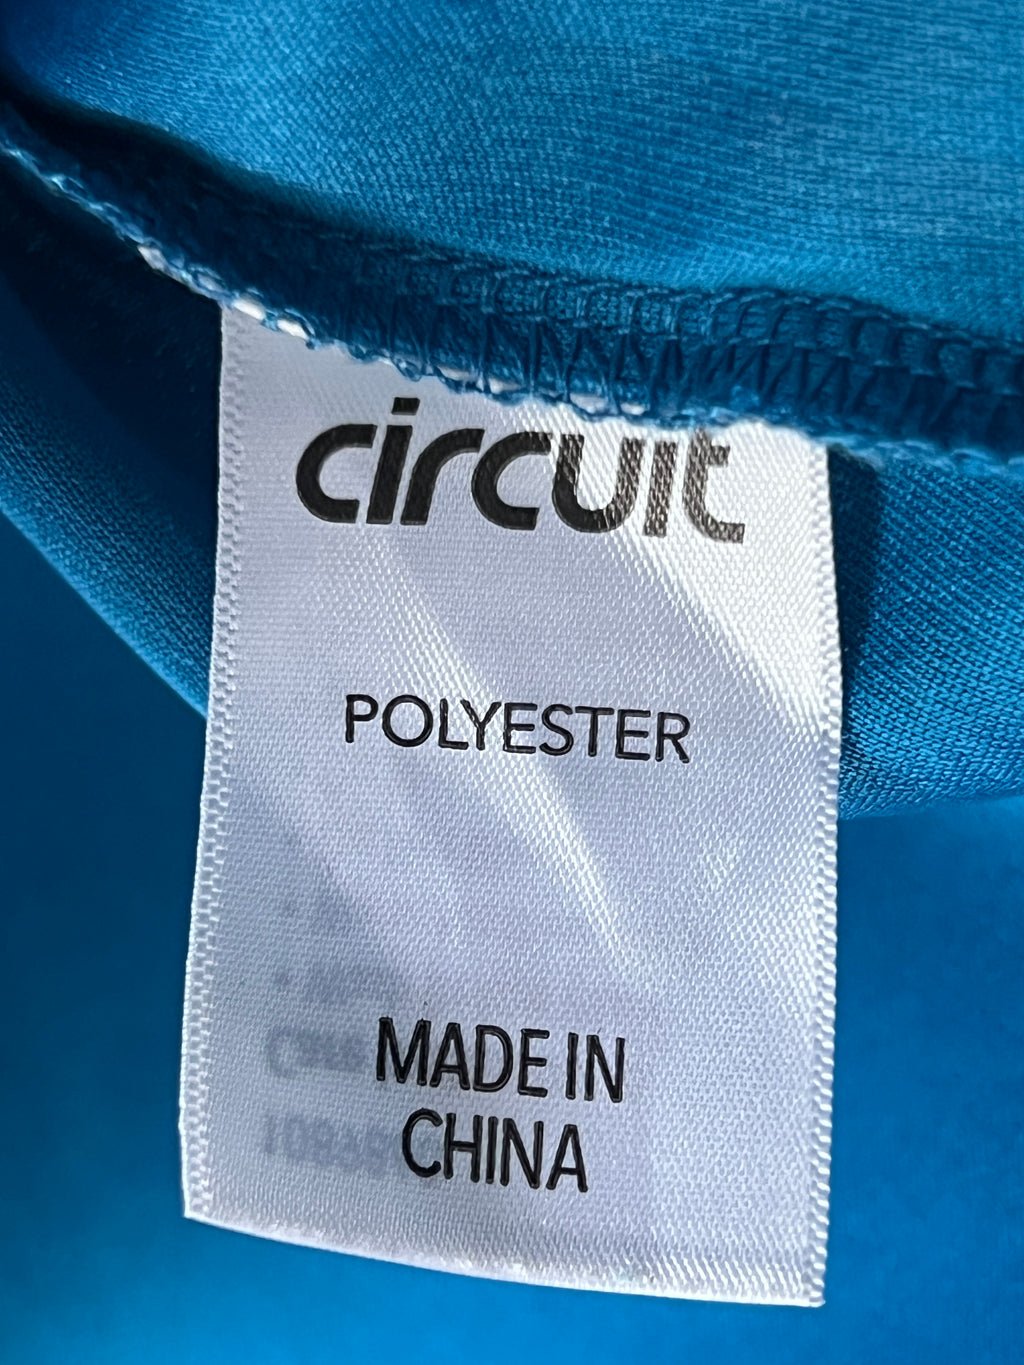 circuit
POLYESTER
MADE IN
CHINA